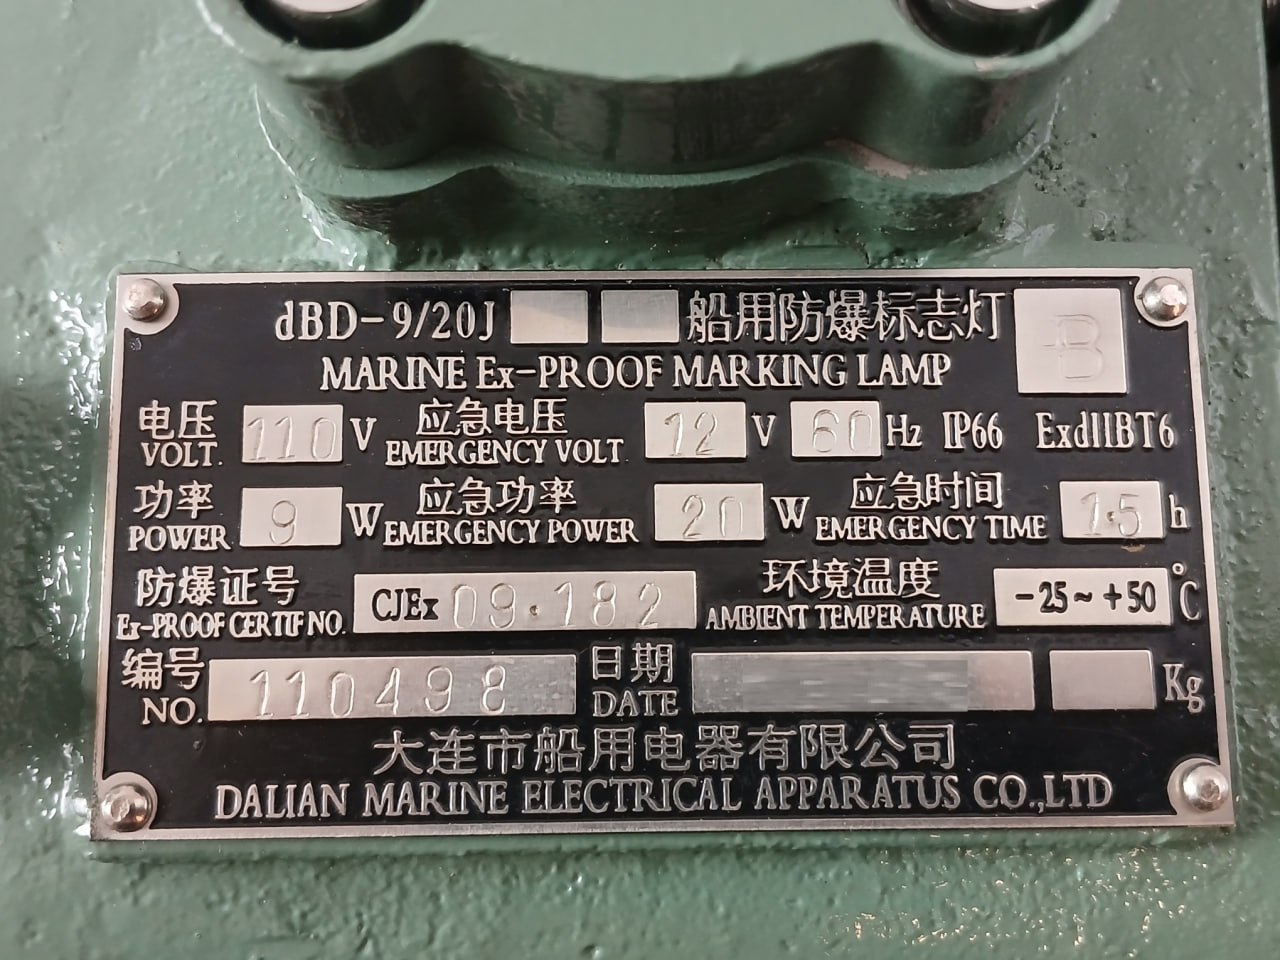 dBD-9/20J 船用防爆标志灯 B
MARINE Ex-PROOF MARKING LAMP
电压 110 V 应急电压 12 V 60 Hz IP66 ExdIIBT6
VOLT. EMERGENCY VOLT
功率 9 W 应急功率 20 W 应急时间 1.5 h
POWER EMERGENCY POWER EMERGENCY TIME
防爆证号 CJEx 09.182 环境温度 -25~+50 °C
Ex-PROOF CERTIF NO. AMBIENT TEMPERATURE
编号 110498 日期 Kg
NO. DATE
大连市船用电器有限公司
DALIAN MARINE ELECTRICAL APPARATUS CO.,LTD